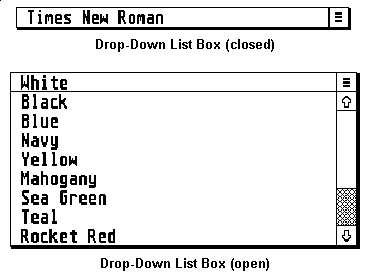 Times New Roman
Drop-Down List Box (closed)
White
Black
Blue
Navy
Yellow
Mahogany
Sea Green
Teal
Rocket Red
Drop-Down List Box (open)